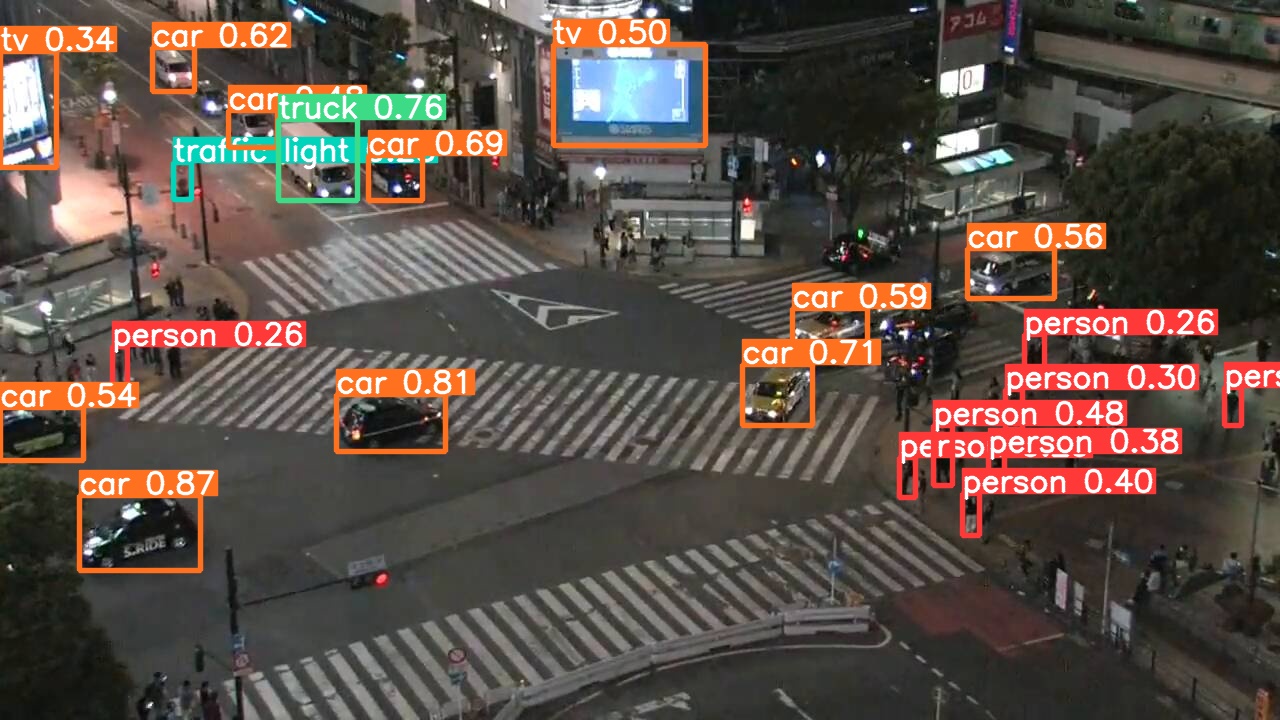 tv 0.34
car 0.62
tv 0.50
アコム
car 0.48
truck 0.76
traffic light
car 0.69
car 0.56
car 0.59
person 0.26
person 0.26
car 0.71
car 0.54
car 0.81
person 0.30
pers
person 0.48
person 0.38
car 0.87
person 0.40
S.RIDE